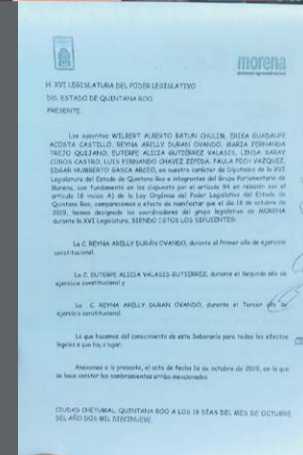 morena
H. XVI LEGISLATURA DEL PODER LEGISLATIVO
DEL ESTADO DE QUINTANA ROO
PRESENTE.
Los suscritos WILBERT ALBERTO BATUN CHULIM, ERIKA GUADALUPE
ACOSTA CASTILLO, REYNA ARELLY DURAN OVANDO, MARIA FERNANDA
TREJO QUIJANO, EUTERPE ALICIA GUTIÉRREZ VALASIS, LINDA SARAY
COBOS CASTRO, LUIS FERNANDO CHAVEZ ZEPEDA, PAULA PECH VAZQUEZ,
EDGAR HUMBERTO GASCA ARCEO, en nuestro carácter de Diputados de la XVI
Legislatura del Estado de Quintana Roo e integrantes del Grupo Parlamentario de
Morena, con fundamento en lo dispuesto por el artículo 94 en relación con el
artículo 18 inciso A) de la Ley Orgánica del Poder Legislativo del Estado de
Quintana Roo, comparecemos a efecto de manifestar que el día 18 de octubre de
2019, hemos designado los coordinadores del grupo legislativo de MORENA
durante la XVI Legislatura, SIENDO ESTOS LOS SIGUIENTES:
La C. REYNA ARELLY DURÁN OVANDO, durante el Primer año de ejercicio
constitucional.
La C. EUTERPE ALICIA VALASIS GUTIÉRREZ, durante el Segundo año de
ejercicio constitucional y
La C. REYNA ARELLY DURAN OVANDO, durante el Tercer año de
ejercicio constitucional.
Lo que hacemos del conocimiento de esta Soberanía para todos los efectos
legales a que haya lugar.
Anexamos a la presente, el acta de fecha 18 de octubre de 2019, en la que
se hace constar los nombramientos arriba mencionados
CIUDAD CHETUMAL, QUINTANA ROO A LOS 18 DÍAS DEL MES DE OCTUBRE
DEL AÑO DOS MIL DIECINUEVE